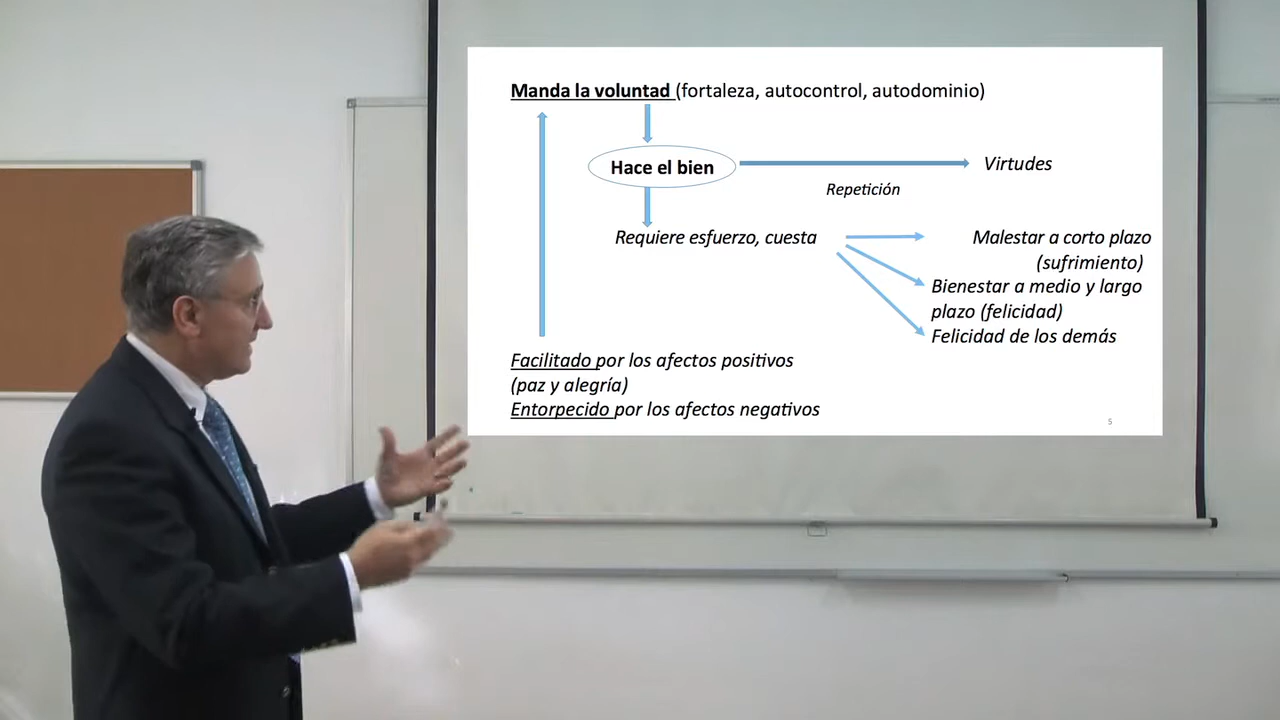 Manda la voluntad (fortaleza, autocontrol, autodominio)
Hace el bien
Virtudes
Repetición
Requiere esfuerzo, cuesta
Malestar a corto plazo
(sufrimiento)
Bienestar a medio y largo
plazo (felicidad)
Felicidad de los demás
Facilitado por los afectos positivos
(paz y alegría)
Entorpecido por los afectos negativos
5